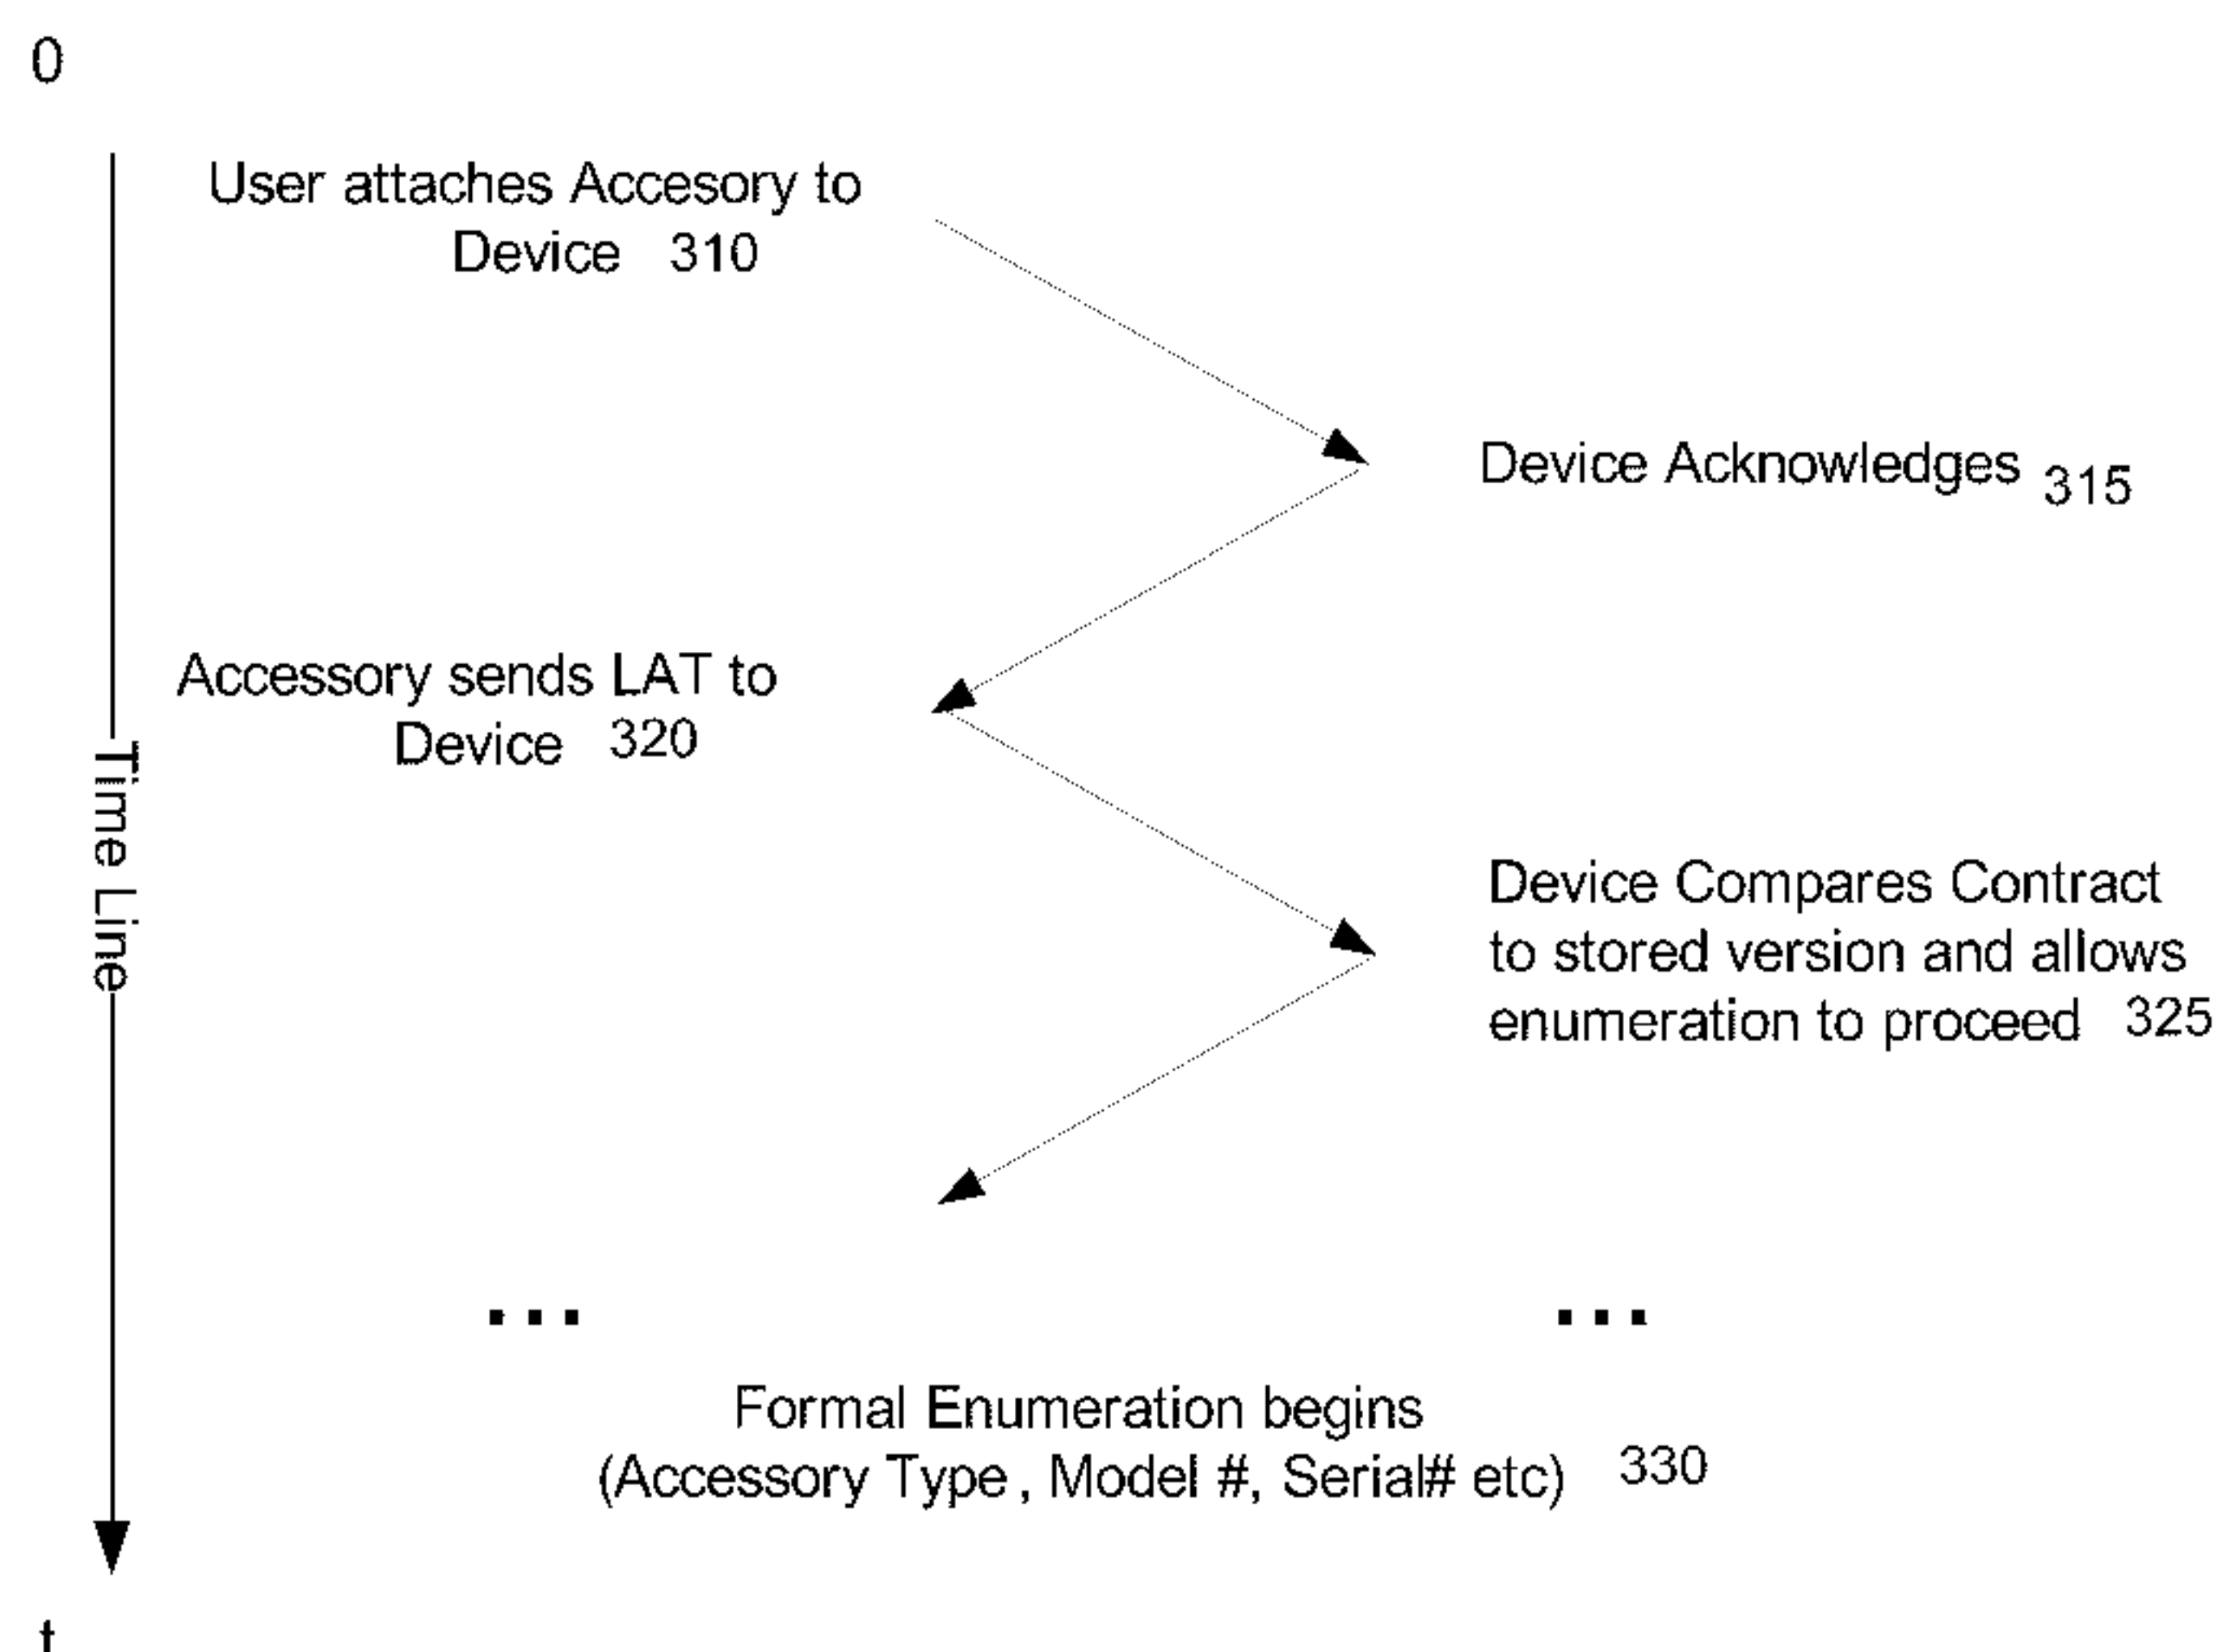 0
User attaches Accesory to
Device 310
Device Acknowledges 315
Accessory sends LAT to
Device 320
Time Line
Device Compares Contract
to stored version and allows
enumeration to proceed 325
... ...
Formal Enumeration begins
(Accessory Type, Model #, Serial# etc) 330
t